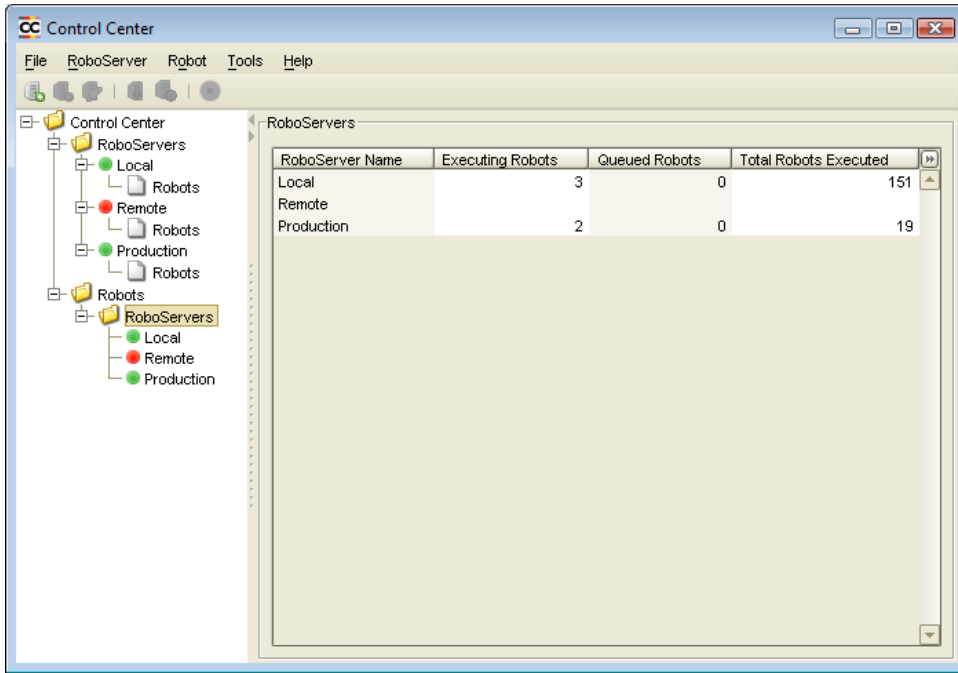 CC Control Center
File RoboServer Robot Tools Help
Control Center
RoboServers
Local
Robots
Remote
Robots
Production
Robots
Robots
RoboServers
Local
Remote
Production
RoboServers
RoboServer Name Executing Robots Queued Robots Total Robots Executed
Local 3 0 151
Remote
Production 2 0 19